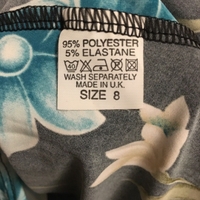 95% POLYESTER
5% ELASTANE
WASH SEPARATELY
MADE IN U.K.
SIZE 8